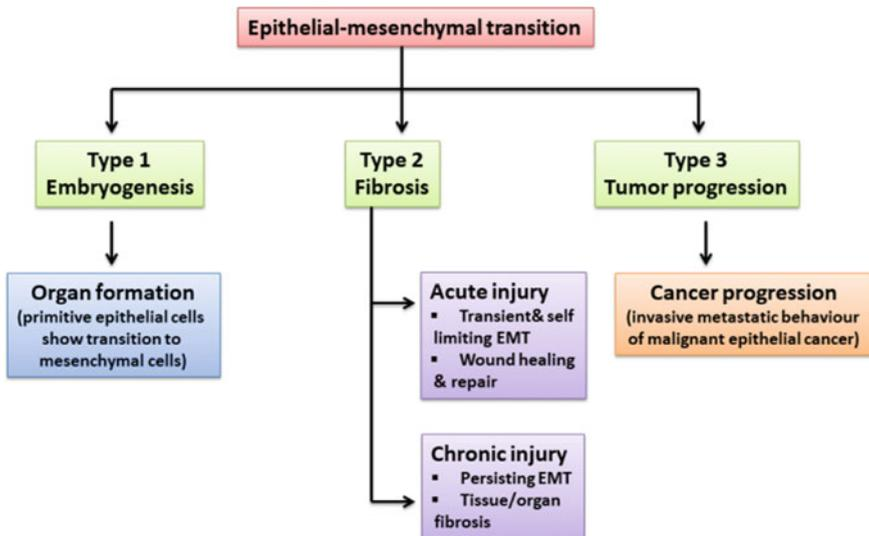 Epithelial-mesenchymal transition
Type 1
Embryogenesis
Type 2
Fibrosis
Type 3
Tumor progression
Organ formation
(primitive epithelial cells
show transition to
mesenchymal cells)
Acute injury
▪ Transient& self
limiting EMT
▪ Wound healing
& repair
Cancer progression
(invasive metastatic behaviour
of malignant epithelial cancer)
Chronic injury
▪ Persisting EMT
▪ Tissue/organ
fibrosis